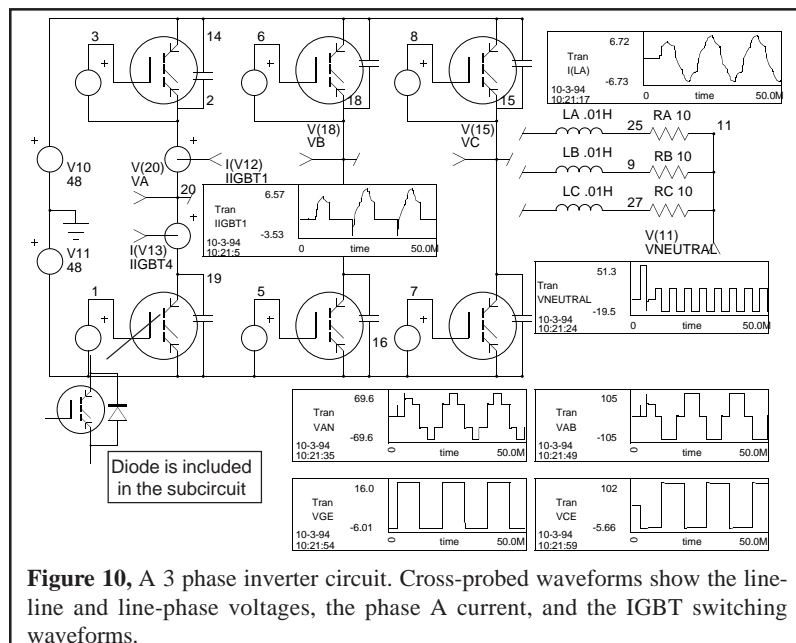 3
14
+
2
6
+
18
8
+
15
Tran
I(LA)
6.72
-6.73
10-3-94
10:21:17
time
0
50.0M
LA .01H
25
RA 10
11
LB .01H
9
RB 10
LC .01H
27
RC 10
V(11)
VNEUTRAL
+
V10
48
V(20)
VA
20
+
I(V12)
IIGBT1
V(18)
VB
V(15)
VC
+
V11
48
I(V13)
IIGBT4
+
19
Tran
IIGBT1
6.57
-3.53
10-3-94
10:21:5
0
time
50.0M
Tran
VNEUTRAL
51.3
-19.5
10-3-94
10:21:24
0
time
50.0M
1
+
5
+
16
7
+
Tran
VAN
69.6
-69.6
10-3-94
10:21:35
0
time
50.0M
Tran
VAB
105
-105
10-3-94
10:21:49
0
time
50.0M
Diode is included
in the subcircuit
Tran
VGE
16.0
-6.01
10-3-94
10:21:54
0
time
50.0M
Tran
VCE
102
-5.66
10-3-94
10:21:59
0
time
50.0M
Figure 10, A 3 phase inverter circuit. Cross-probed waveforms show the line-
line and line-phase voltages, the phase A current, and the IGBT switching
waveforms.